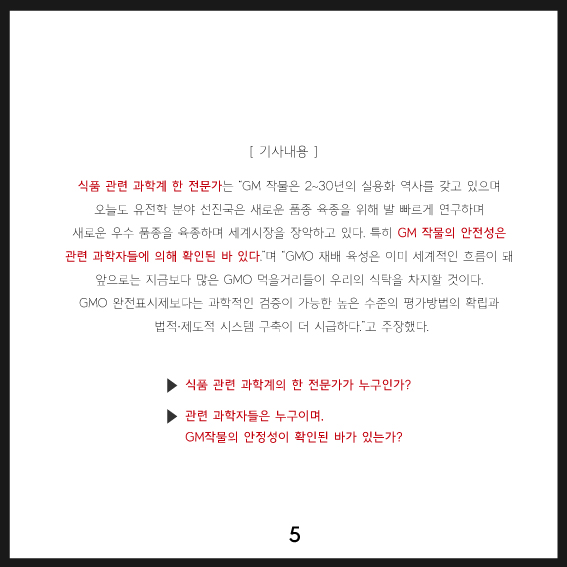 [ 기사내용 ]
식품 관련 과학계 한 전문가는 "GM 작물은 2~30년의 실용화 역사를 갖고 있으며
오늘도 유전학 분야 선진국은 새로운 품종 육종을 위해 발 빠르게 연구하며
새로운 우수 품종을 육종하며 세계시장을 장악하고 있다. 특히 GM 작물의 안전성은
관련 과학자들에 의해 확인된 바 있다."며 "GMO 재배 육성은 이미 세계적인 흐름이 돼
앞으로는 지금보다 많은 GMO 먹을거리들이 우리의 식탁을 차지할 것이다.
GMO 완전표시제보다는 과학적인 검증이 가능한 높은 수준의 평가방법의 확립과
법적·제도적 시스템 구축이 더 시급하다."고 주장했다.
▶ 식품 관련 과학계의 한 전문가가 누구인가?
▶ 관련 과학자들은 누구이며,
GM작물의 안정성이 확인된 바가 있는가?
5